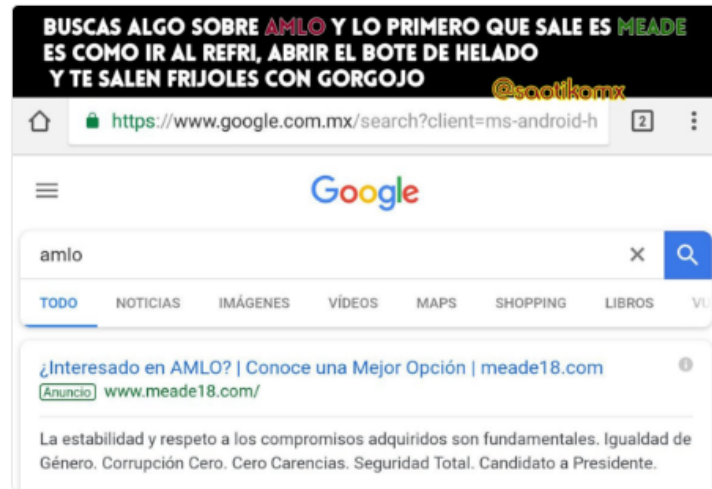 BUSCAS ALGO SOBRE AMLO Y LO PRIMERO QUE SALE ES MEADE
ES COMO IR AL REFRI, ABRIR EL BOTE DE HELADO
Y TE SALEN FRIJOLES CON GORGOJO
@saotikomx
https://www.google.com.mx/search?client=ms-android-h 2
Google
amlo
TODO NOTICIAS IMÁGENES VÍDEOS MAPS SHOPPING LIBROS VU
¿Interesado en AMLO? | Conoce una Mejor Opción | meade18.com
Anuncio www.meade18.com/
La estabilidad y respeto a los compromisos adquiridos son fundamentales. Igualdad de
Género. Corrupción Cero. Cero Carencias. Seguridad Total. Candidato a Presidente.